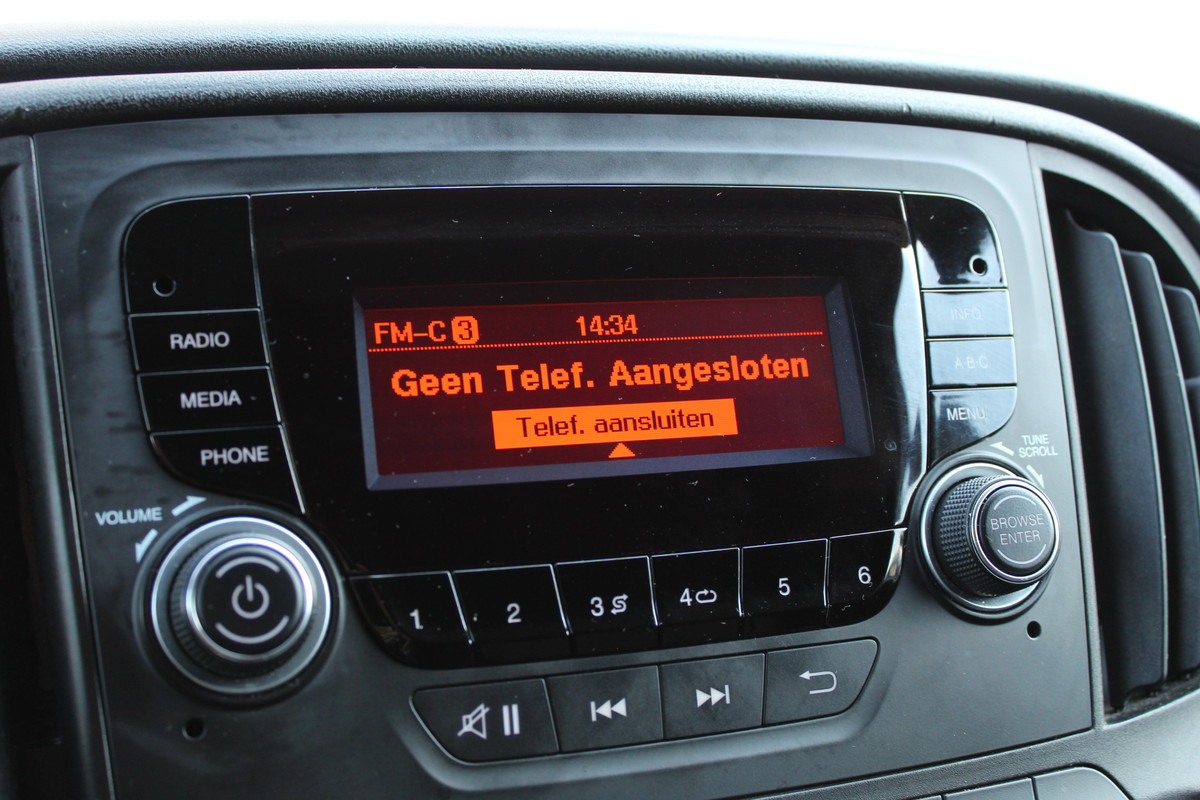 FM-C 3 14:34
Geen Telef. Aangesloten
Telef. aansluiten
RADIO
MEDIA
PHONE
INFO
A·B·C
MENU
VOLUME
TUNE
SCROLL
BROWSE
ENTER
1 2 3 4 5 6